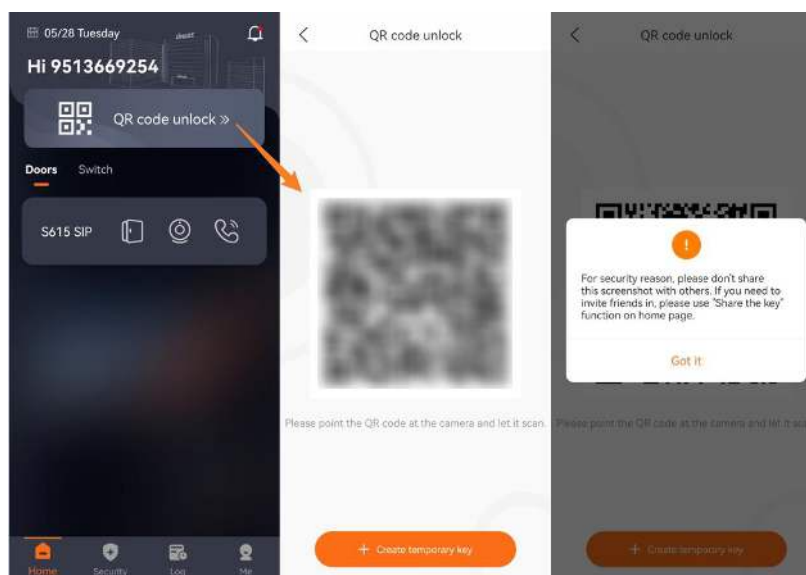 05/28 Tuesday
Hi 9513669254
QR code unlock »
Doors Switch
S615 SIP
Home Security Log Me
QR code unlock
Please point the QR code at the camera and let it scan.
+ Create temporary key
QR code unlock
For security reason, please don't share
this screenshot with others. If you need to
invite friends in, please use "Share the key"
function on home page.
Got it
Please point the QR code at the camera and let it
+ Create temporary key